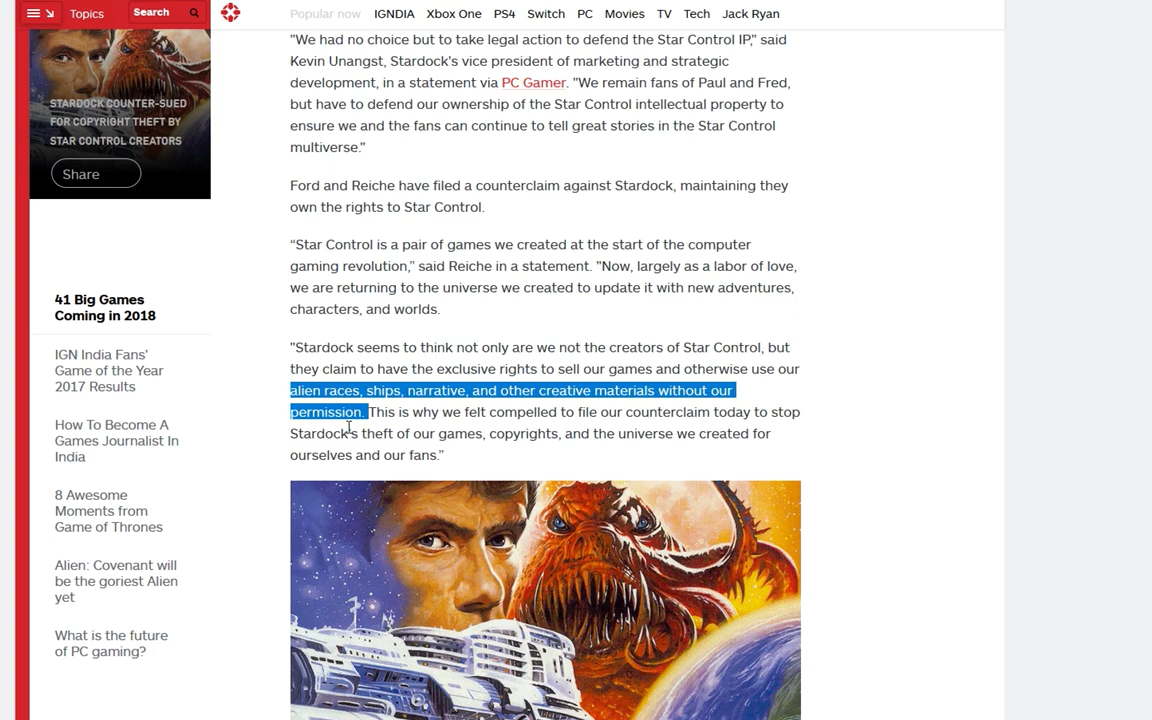 Topics
Search
Popular now IGNDIA Xbox One PS4 Switch PC Movies TV Tech Jack Ryan
STARDOCK COUNTER-SUED
FOR COPYRIGHT THEFT BY
STAR CONTROL CREATORS
Share
41 Big Games
Coming in 2018
IGN India Fans'
Game of the Year
2017 Results
How To Become A
Games Journalist In
India
8 Awesome
Moments from
Game of Thrones
Alien: Covenant will
be the goriest Alien
yet
What is the future
of PC gaming?
"We had no choice but to take legal action to defend the Star Control IP," said
Kevin Unangst, Stardock's vice president of marketing and strategic
development, in a statement via PC Gamer. "We remain fans of Paul and Fred,
but have to defend our ownership of the Star Control intellectual property to
ensure we and the fans can continue to tell great stories in the Star Control
multiverse.”
Ford and Reiche have filed a counterclaim against Stardock, maintaining they
own the rights to Star Control.
“Star Control is a pair of games we created at the start of the computer
gaming revolution,” said Reiche in a statement. "Now, largely as a labor of love,
we are returning to the universe we created to update it with new adventures,
characters, and worlds.
"Stardock seems to think not only are we not the creators of Star Control, but
they claim to have the exclusive rights to sell our games and otherwise use our
alien races, ships, narrative, and other creative materials without our
permission. This is why we felt compelled to file our counterclaim today to stop
Stardock's theft of our games, copyrights, and the universe we created for
ourselves and our fans.”